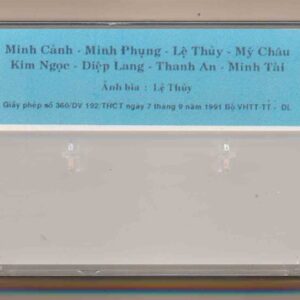 Minh Cảnh - Minh Phụng - Lệ Thủy - Mỹ Châu
Kim Ngọc - Diệp Lang - Thanh An - Minh Tài
Ảnh bìa : Lệ Thủy
Giấy phép số 360/DV 192/THCT ngày 7 tháng 9 năm 1991 Bộ VHTT-TT - DL